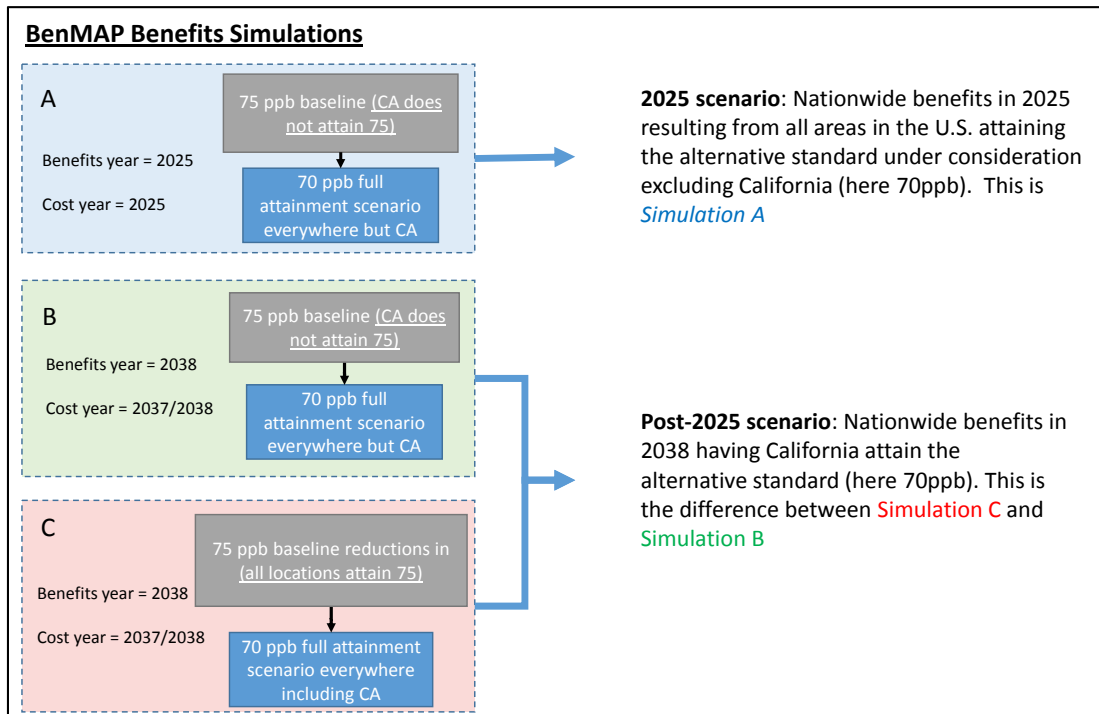 BenMAP Benefits Simulations
A
75 ppb baseline (CA does
not attain 75)
Benefits year = 2025
Cost year = 2025
70 ppb full
attainment scenario
everywhere but CA
2025 scenario: Nationwide benefits in 2025
resulting from all areas in the U.S. attaining
the alternative standard under consideration
excluding California (here 70ppb).  This is
Simulation A
B
75 ppb baseline (CA does
not attain 75)
Benefits year = 2038
Cost year = 2037/2038
70 ppb full
attainment scenario
everywhere but CA
C
75 ppb baseline reductions in
(all locations attain 75)
Benefits year = 2038
Cost year = 2037/2038
70 ppb full attainment
scenario everywhere
including CA
Post-2025 scenario: Nationwide benefits in
2038 having California attain the
alternative standard (here 70ppb). This is
the difference between Simulation C and
Simulation B